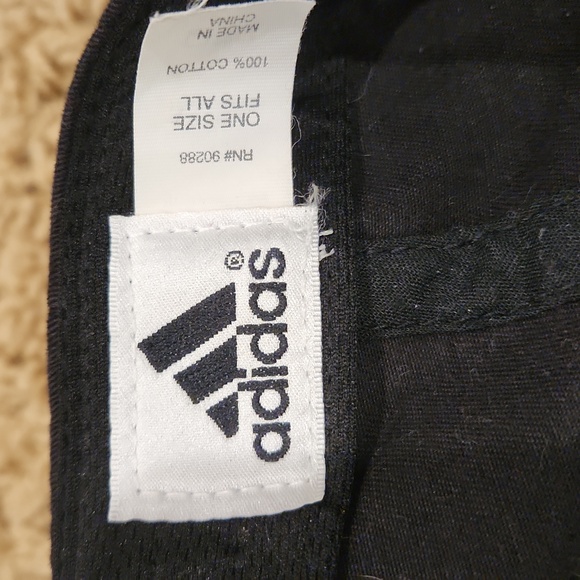 RN# 90288
ONE SIZE
FITS ALL
100% COTTON
MADE IN
CHINA
adidas®